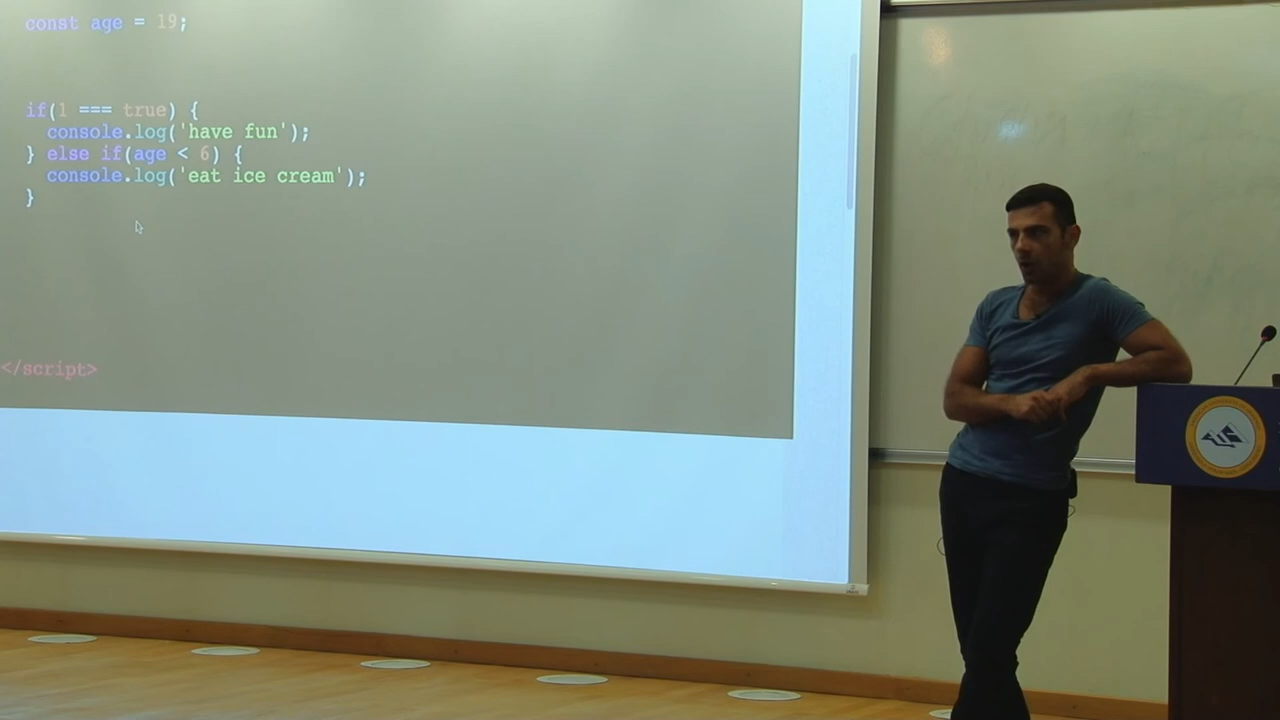 const age = 19;
if(1 === true) {
console.log('have fun');
} else if(age < 6) {
console.log('eat ice cream');
}
</script>